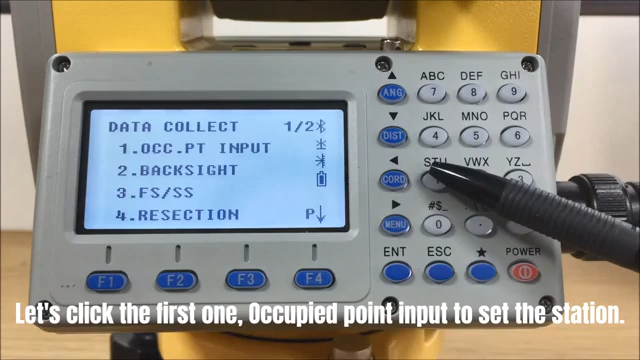 DATA COLLECT 1/2
1.OCC.PT INPUT
2.BACKSIGHT
3.FS/SS
4.RESECTION P↓
F1 F2 F3 F4
ANG ABC 7 DEF 8 GHI 9
DIST JKL 4 MNO 5 PQR 6
CORD STU VWX YZ_ 3
MENU #$_ 0 .
ENT ESC ★ POWER
Let's click the first one, Occupied point input to set the station.